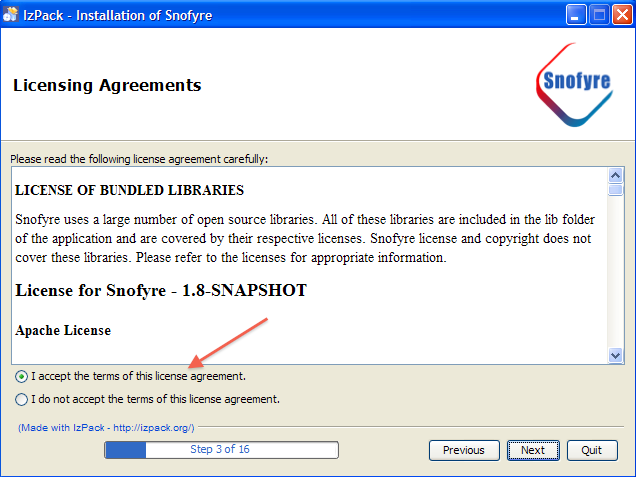 IzPack - Installation of Snofyre
Licensing Agreements
Snofyre
Please read the following license agreement carefully:
LICENSE OF BUNDLED LIBRARIES
Snofyre uses a large number of open source libraries. All of these libraries are included in the lib folder
of the application and are covered by their respective licenses. Snofyre license and copyright does not
cover these libraries. Please refer to the licenses for appropriate information.
License for Snofyre - 1.8-SNAPSHOT
Apache License
I accept the terms of this license agreement.
I do not accept the terms of this license agreement.
(Made with IzPack - http://izpack.org/)
Step 3 of 16
Previous
Next
Quit